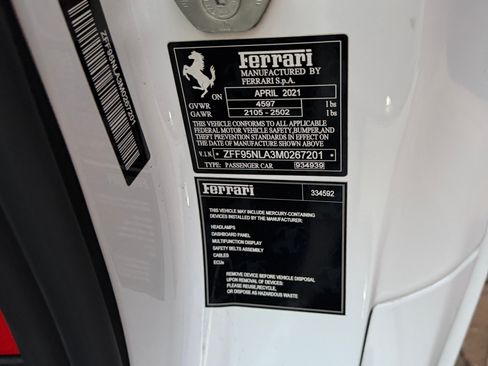 ZFF95NLA3M0267201
Ferrari
MANUFACTURED BY
FERRARI S.p.A.
ON APRIL 2021
GVWR 4597 lbs
GAWR 2105 - 2502 lbs
THIS VEHICLE CONFORMS TO ALL APPLICABLE
FEDERAL MOTOR VEHICLE SAFETY, BUMPER, AND
THEFT PREVENTION STANDARDS IN EFFECT ON
THE DATE OF MANUFACTURE SHOWN ABOVE
V.I.N. ZFF95NLA3M0267201
TYPE: PASSENGER CAR 934939
Ferrari 334592
THIS VEHICLE MAY INCLUDE MERCURY-CONTAINING
DEVICES INSTALLED BY THE MANUFACTURER:
HEADLAMPS
DASHBOARD PANEL
MULTIFUNCTION DISPLAY
SAFETY BELTS ASSEMBLY
CABLES
ECUs
REMOVE DEVICE BEFORE VEHICLE DISPOSAL
UPON REMOVAL OF DEVICES:
PLEASE REUSE, RECYCLE,
OR DISPOSE AS HAZARDOUS WASTE